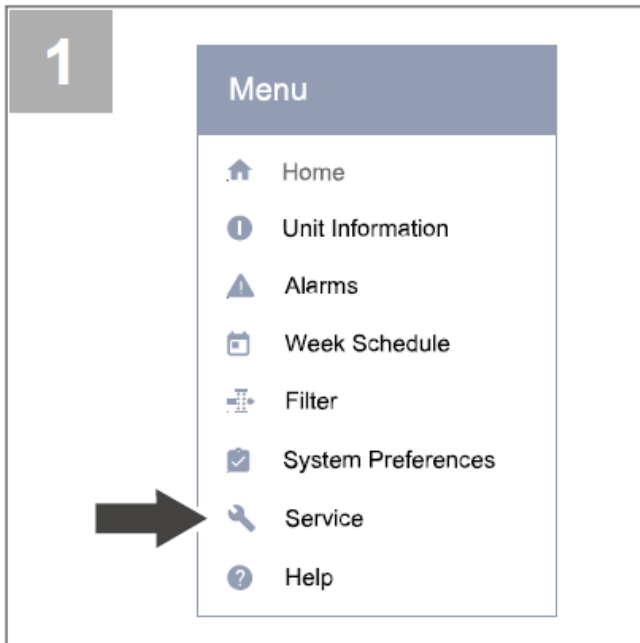 1
Menu
Home
Unit Information
Alarms
Week Schedule
Filter
System Preferences
Service
Help